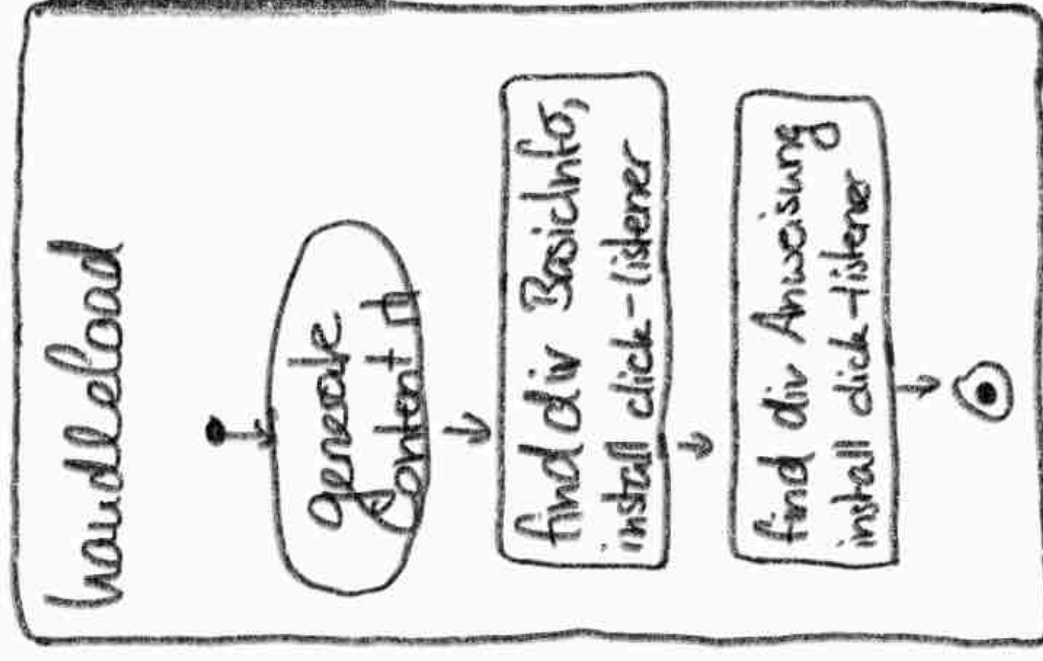 handleload
generate
Content
find div BasicInfo,
install click-listener
find div Anweisung
install click-listener